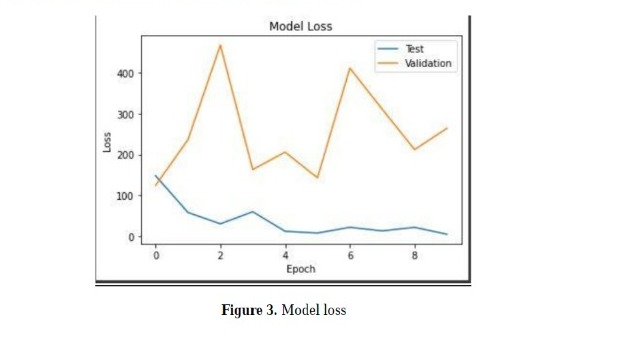 Model Loss
Test
Validation
400
300
200
100
0
Loss
0 2 4 6 8
Epoch
Figure 3. Model loss